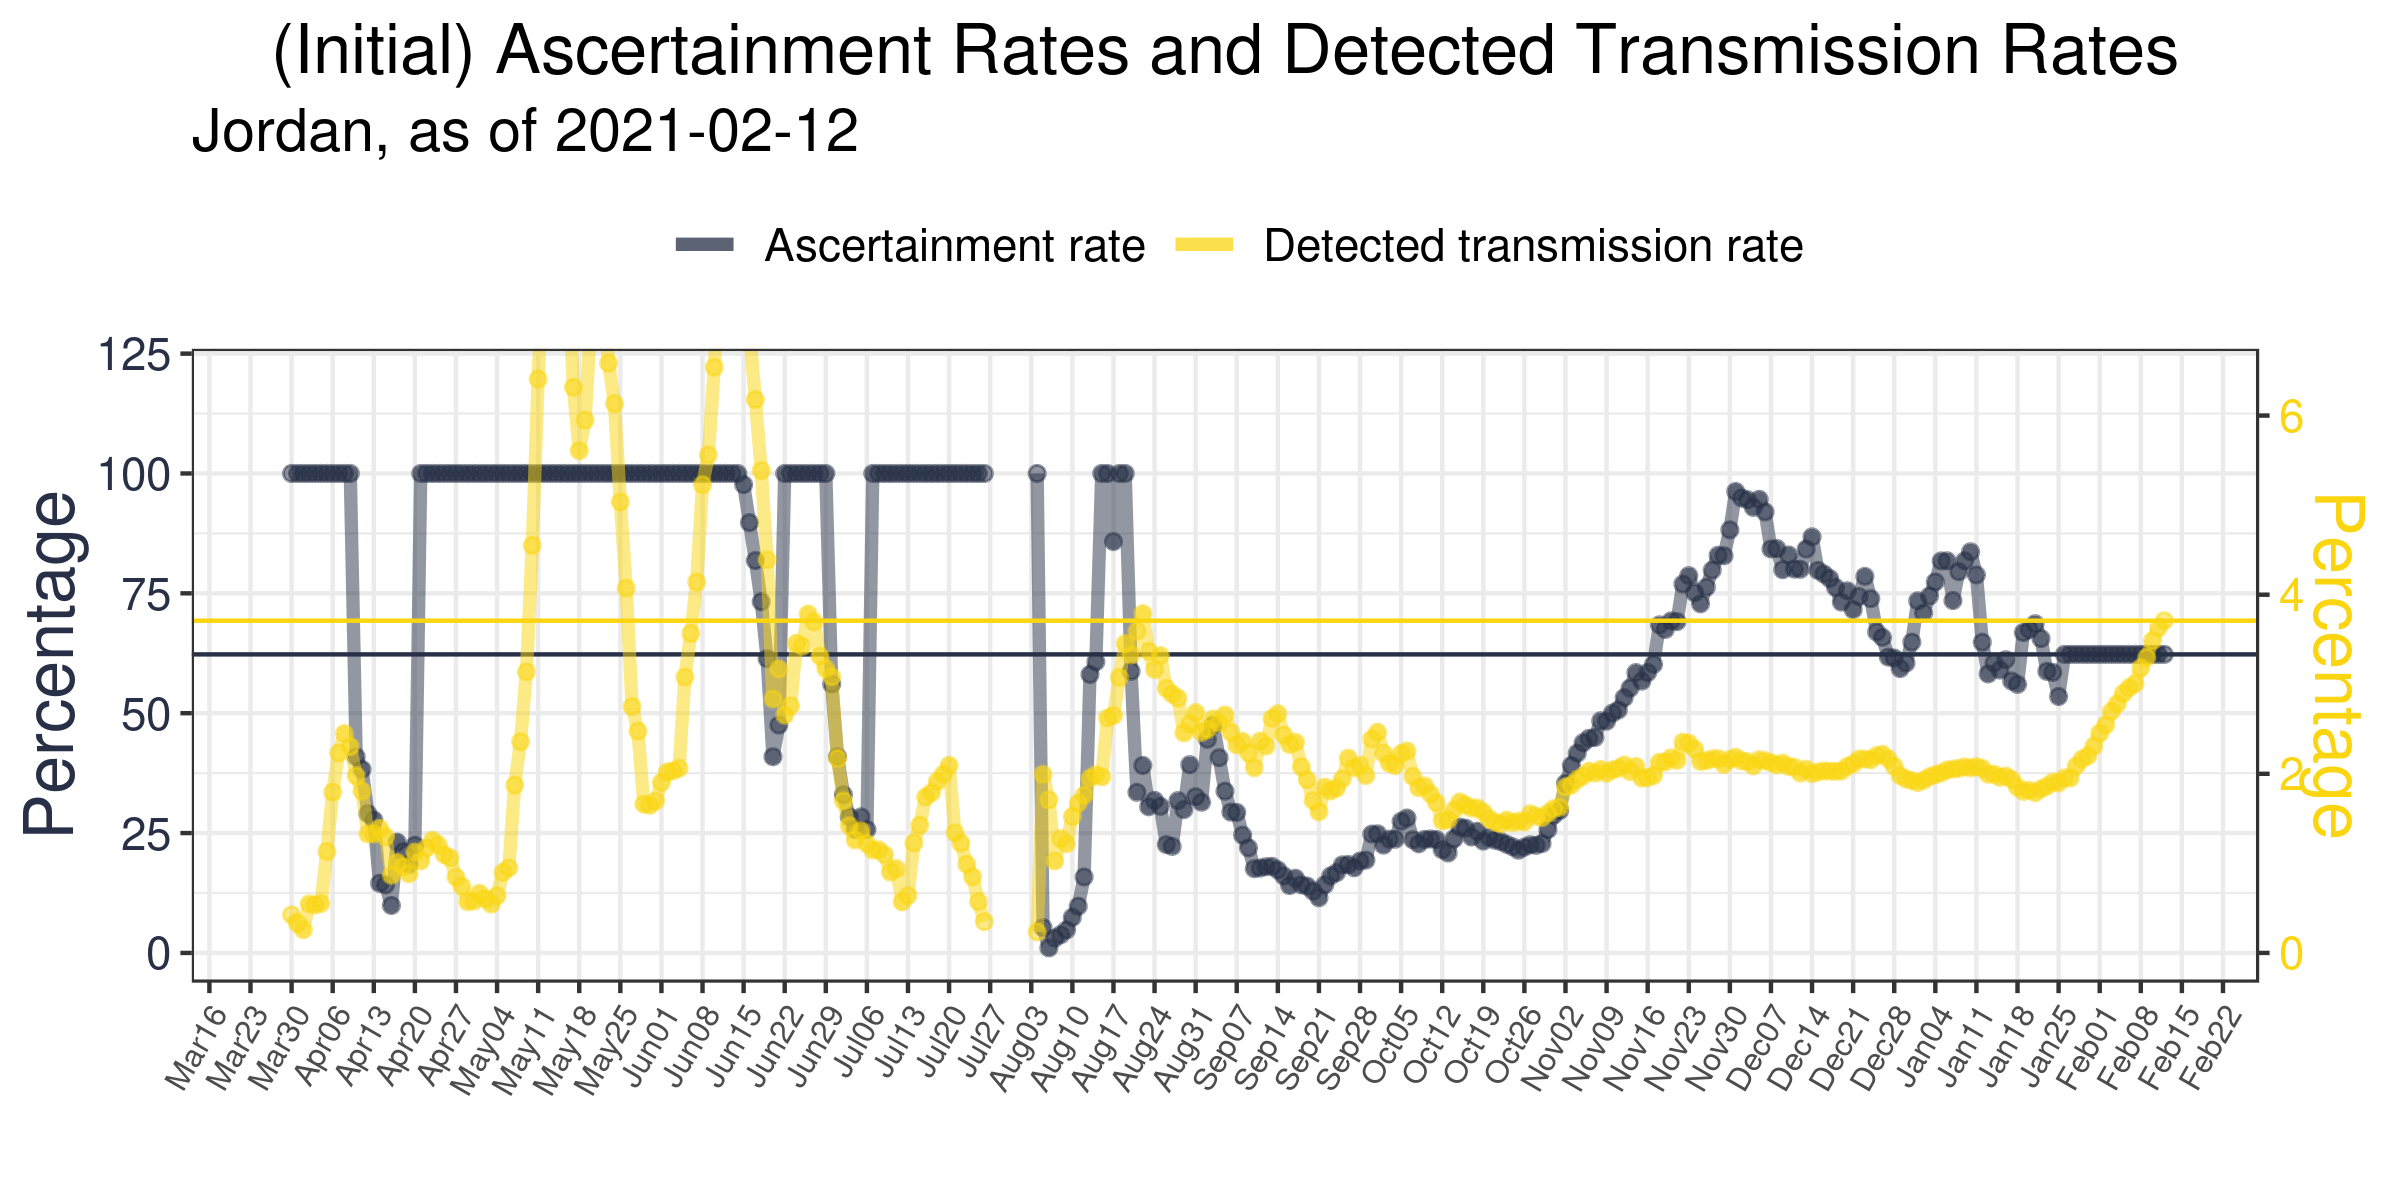 (Initial) Ascertainment Rates and Detected Transmission Rates
Jordan, as of 2021-02-12
Ascertainment rate
Detected transmission rate
Percentage
125
100
75
50
25
0
6
4
2
0
Percentage
Mar16
Mar23
Mar30
Apr06
Apr13
Apr20
Apr27
May04
May11
May18
May25
Jun01
Jun08
Jun15
Jun22
Jun29
Jul06
Jul13
Jul20
Jul27
Aug03
Aug10
Aug17
Aug24
Aug31
Sep07
Sep14
Sep21
Sep28
Oct05
Oct12
Oct19
Oct26
Nov02
Nov09
Nov16
Nov23
Nov30
Dec07
Dec14
Dec21
Dec28
Jan04
Jan11
Jan18
Jan25
Feb01
Feb08
Feb15
Feb22